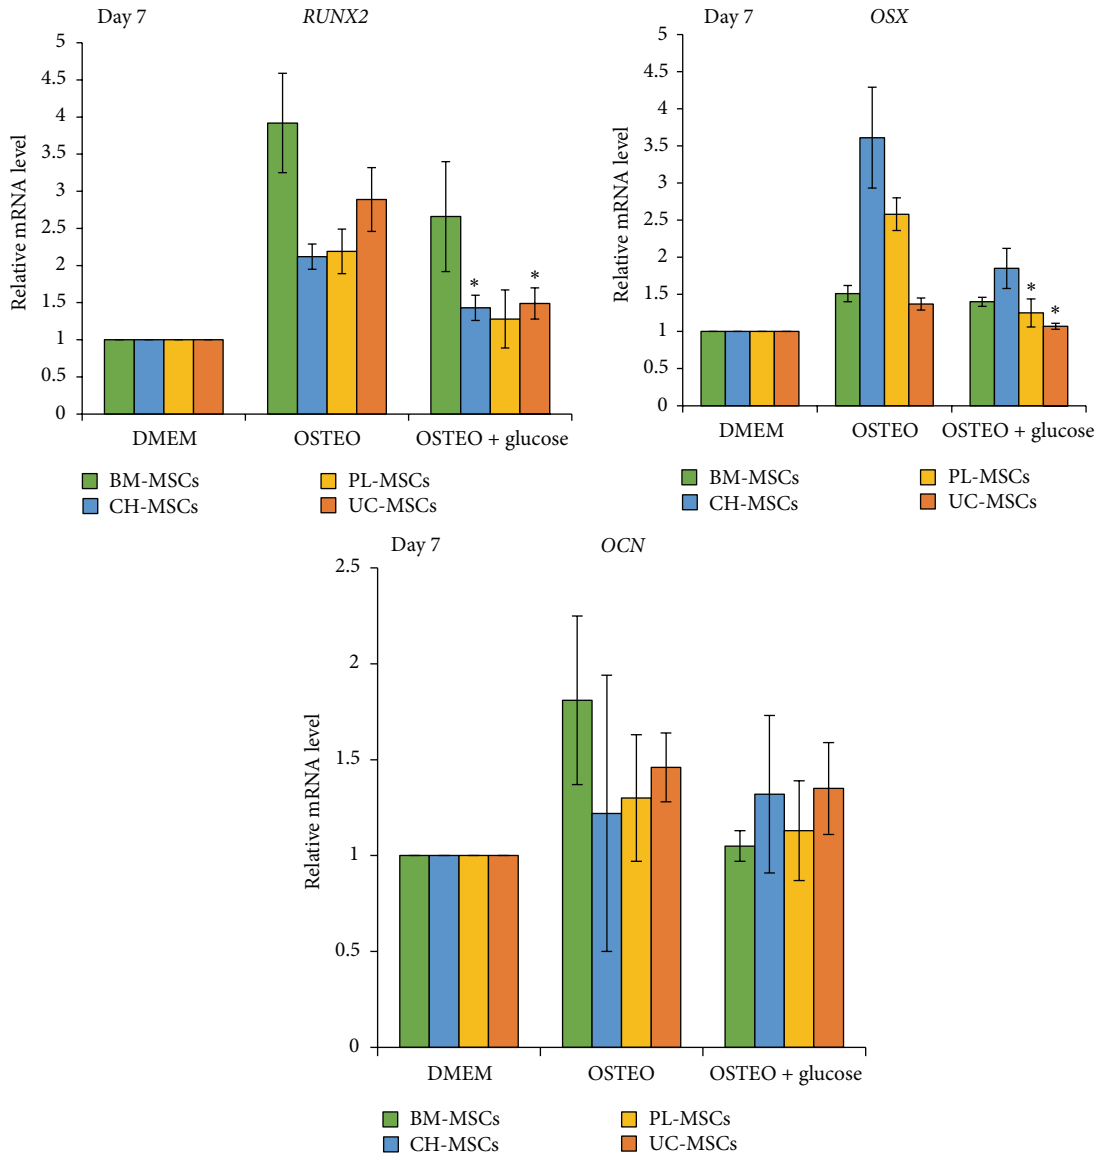 Day 7 RUNX2
Relative mRNA level
5
4.5
4
3.5
3
2.5
2
1.5
1
0.5
0
* *
DMEM OSTEO OSTEO + glucose
BM-MSCs PL-MSCs
CH-MSCs UC-MSCs
Day 7 OSX
Relative mRNA level
5
4.5
4
3.5
3
2.5
2
1.5
1
0.5
0
* *
DMEM OSTEO OSTEO + glucose
BM-MSCs PL-MSCs
CH-MSCs UC-MSCs
Day 7 OCN
Relative mRNA level
2.5
2
1.5
1
0.5
0
DMEM OSTEO OSTEO + glucose
BM-MSCs PL-MSCs
CH-MSCs UC-MSCs